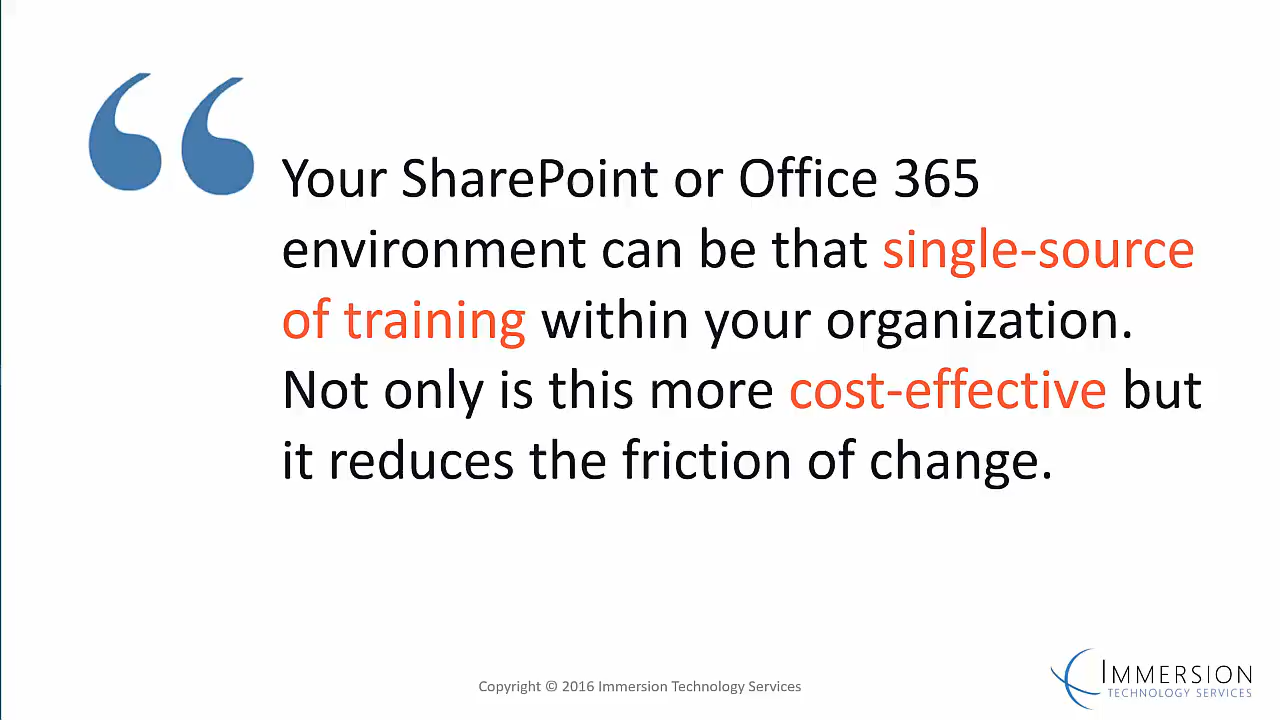 Your SharePoint or Office 365
environment can be that single-source
of training within your organization.
Not only is this more cost-effective but
it reduces the friction of change.
Copyright © 2016 Immersion Technology Services
IMMERSION
TECHNOLOGY SERVICES